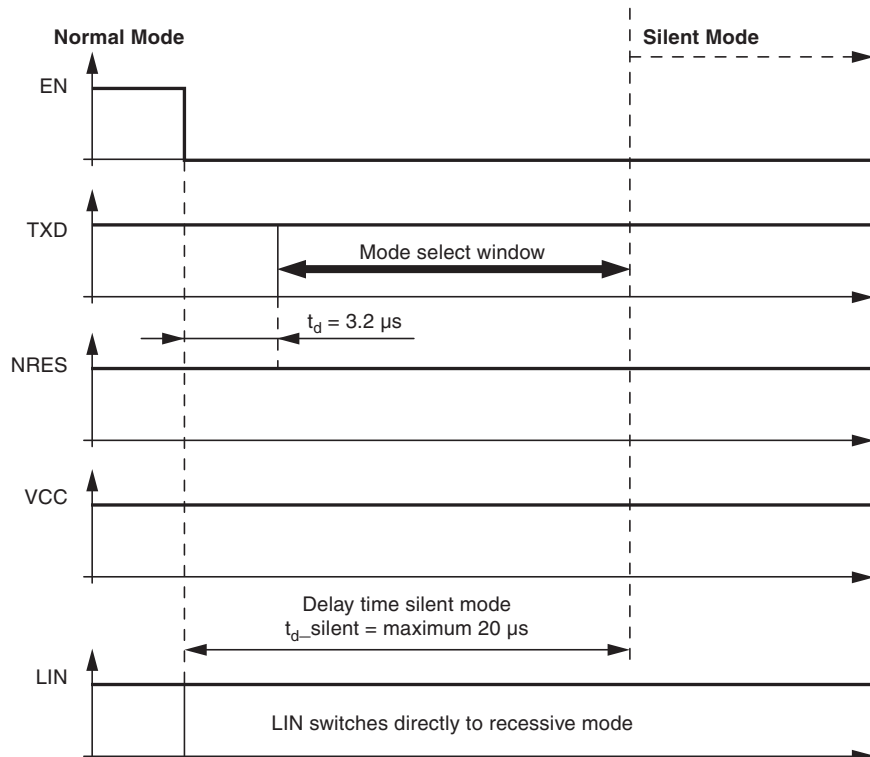 Normal Mode
Silent Mode
EN
TXD
Mode select window
t_d = 3.2 μs
NRES
VCC
Delay time silent mode
t_d_silent = maximum 20 μs
LIN
LIN switches directly to recessive mode